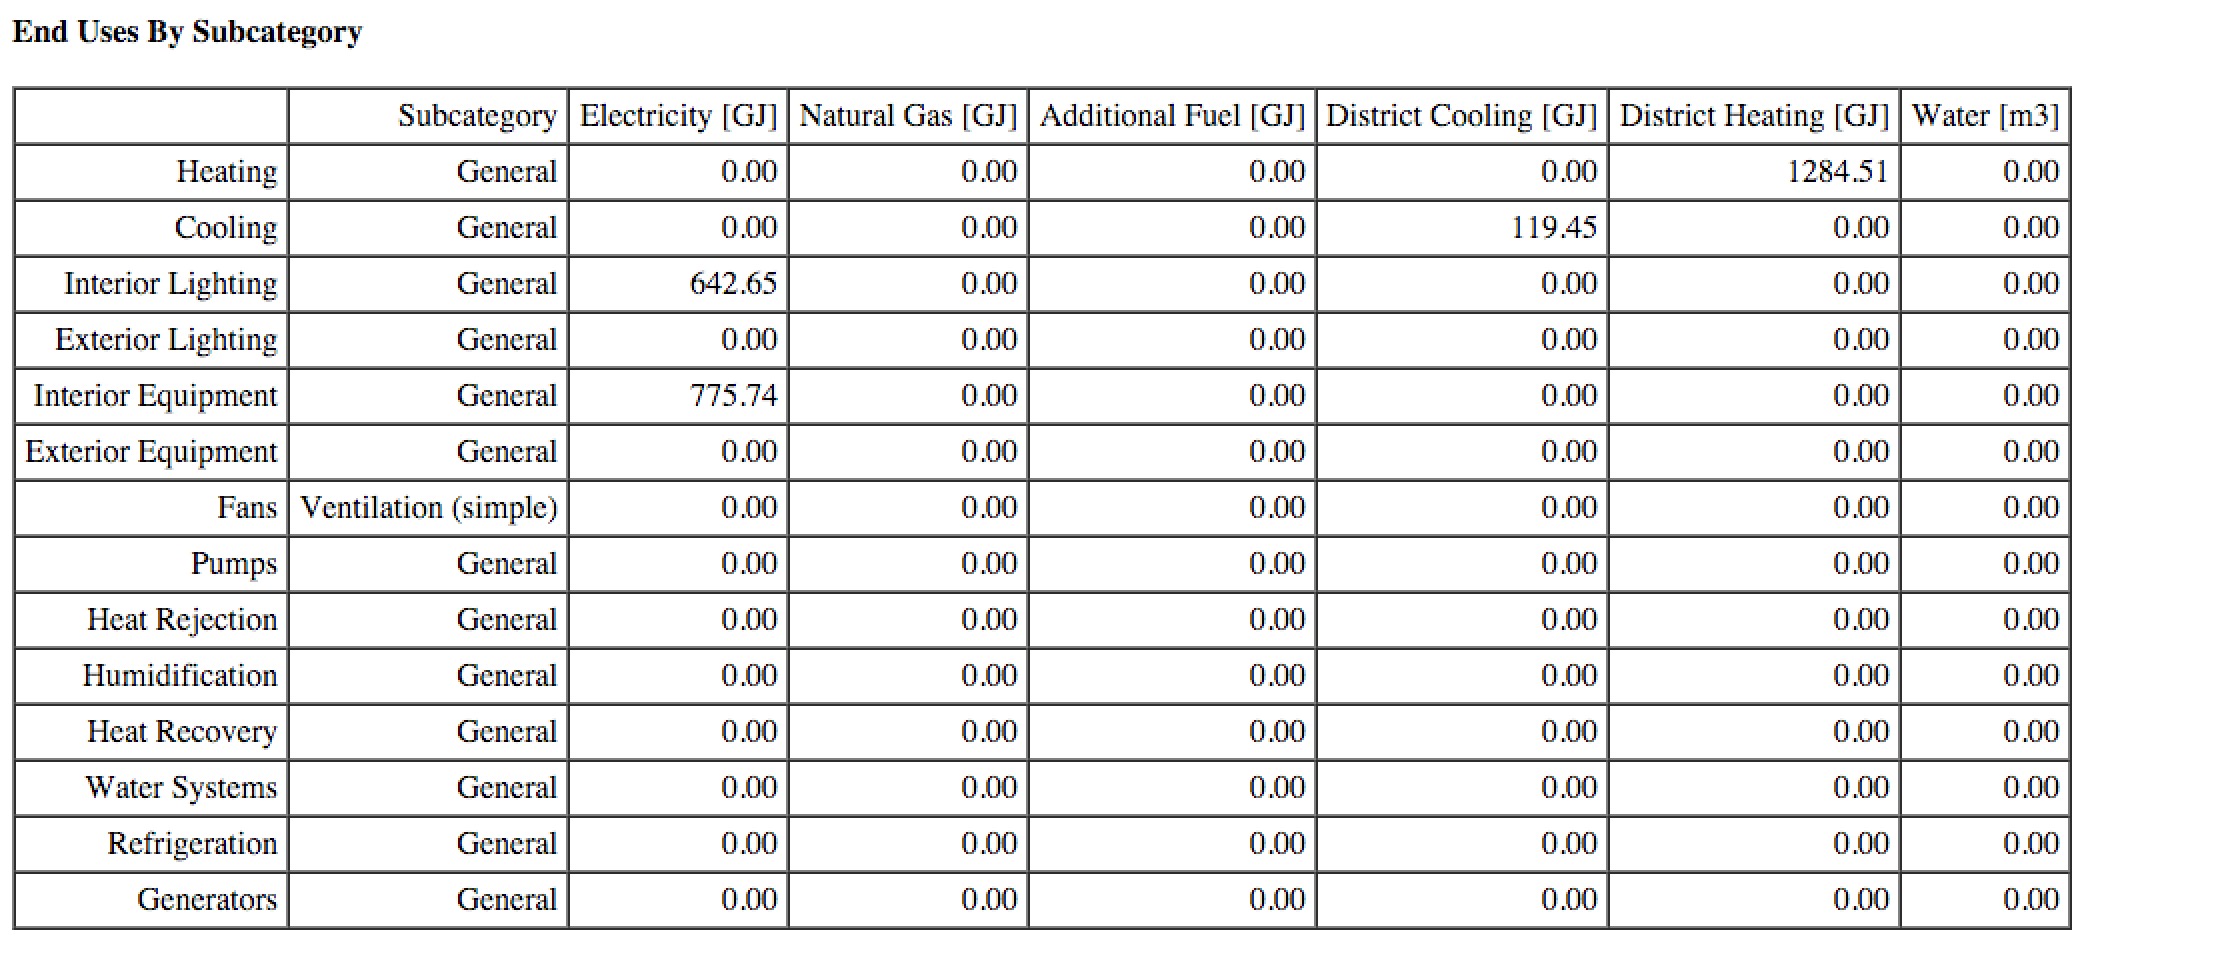 End Uses By Subcategory
Subcategory Electricity [GJ] Natural Gas [GJ] Additional Fuel [GJ] District Cooling [GJ] District Heating [GJ] Water [m3]
Heating General 0.00 0.00 0.00 0.00 1284.51 0.00
Cooling General 0.00 0.00 0.00 119.45 0.00 0.00
Interior Lighting General 642.65 0.00 0.00 0.00 0.00 0.00
Exterior Lighting General 0.00 0.00 0.00 0.00 0.00 0.00
Interior Equipment General 775.74 0.00 0.00 0.00 0.00 0.00
Exterior Equipment General 0.00 0.00 0.00 0.00 0.00 0.00
Fans Ventilation (simple) 0.00 0.00 0.00 0.00 0.00 0.00
Pumps General 0.00 0.00 0.00 0.00 0.00 0.00
Heat Rejection General 0.00 0.00 0.00 0.00 0.00 0.00
Humidification General 0.00 0.00 0.00 0.00 0.00 0.00
Heat Recovery General 0.00 0.00 0.00 0.00 0.00 0.00
Water Systems General 0.00 0.00 0.00 0.00 0.00 0.00
Refrigeration General 0.00 0.00 0.00 0.00 0.00 0.00
Generators General 0.00 0.00 0.00 0.00 0.00 0.00